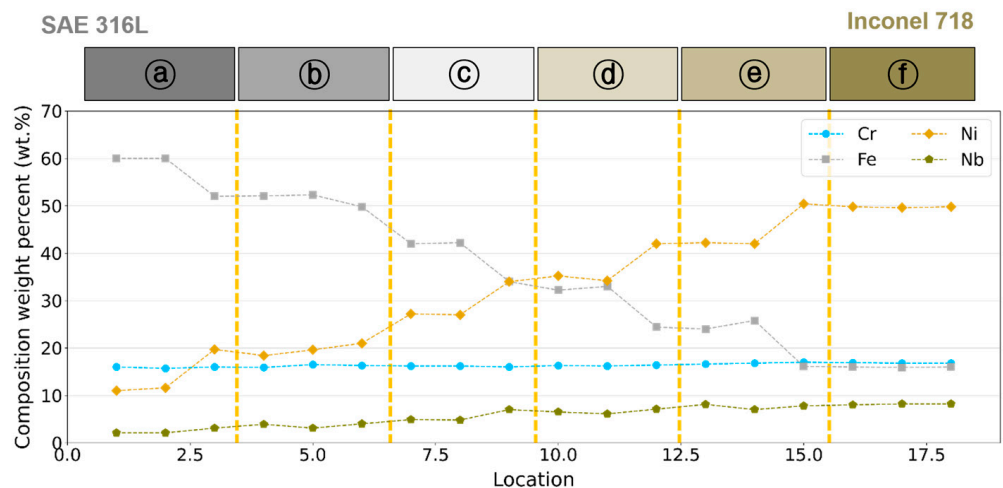 SAE 316L
Inconel 718
ⓐ ⓑ ⓒ ⓓ ⓔ ⓕ
Composition weight percent (wt.%)
70
60
50
40
30
20
10
0
Cr Ni
Fe Nb
0.0 2.5 5.0 7.5 10.0 12.5 15.0 17.5
Location